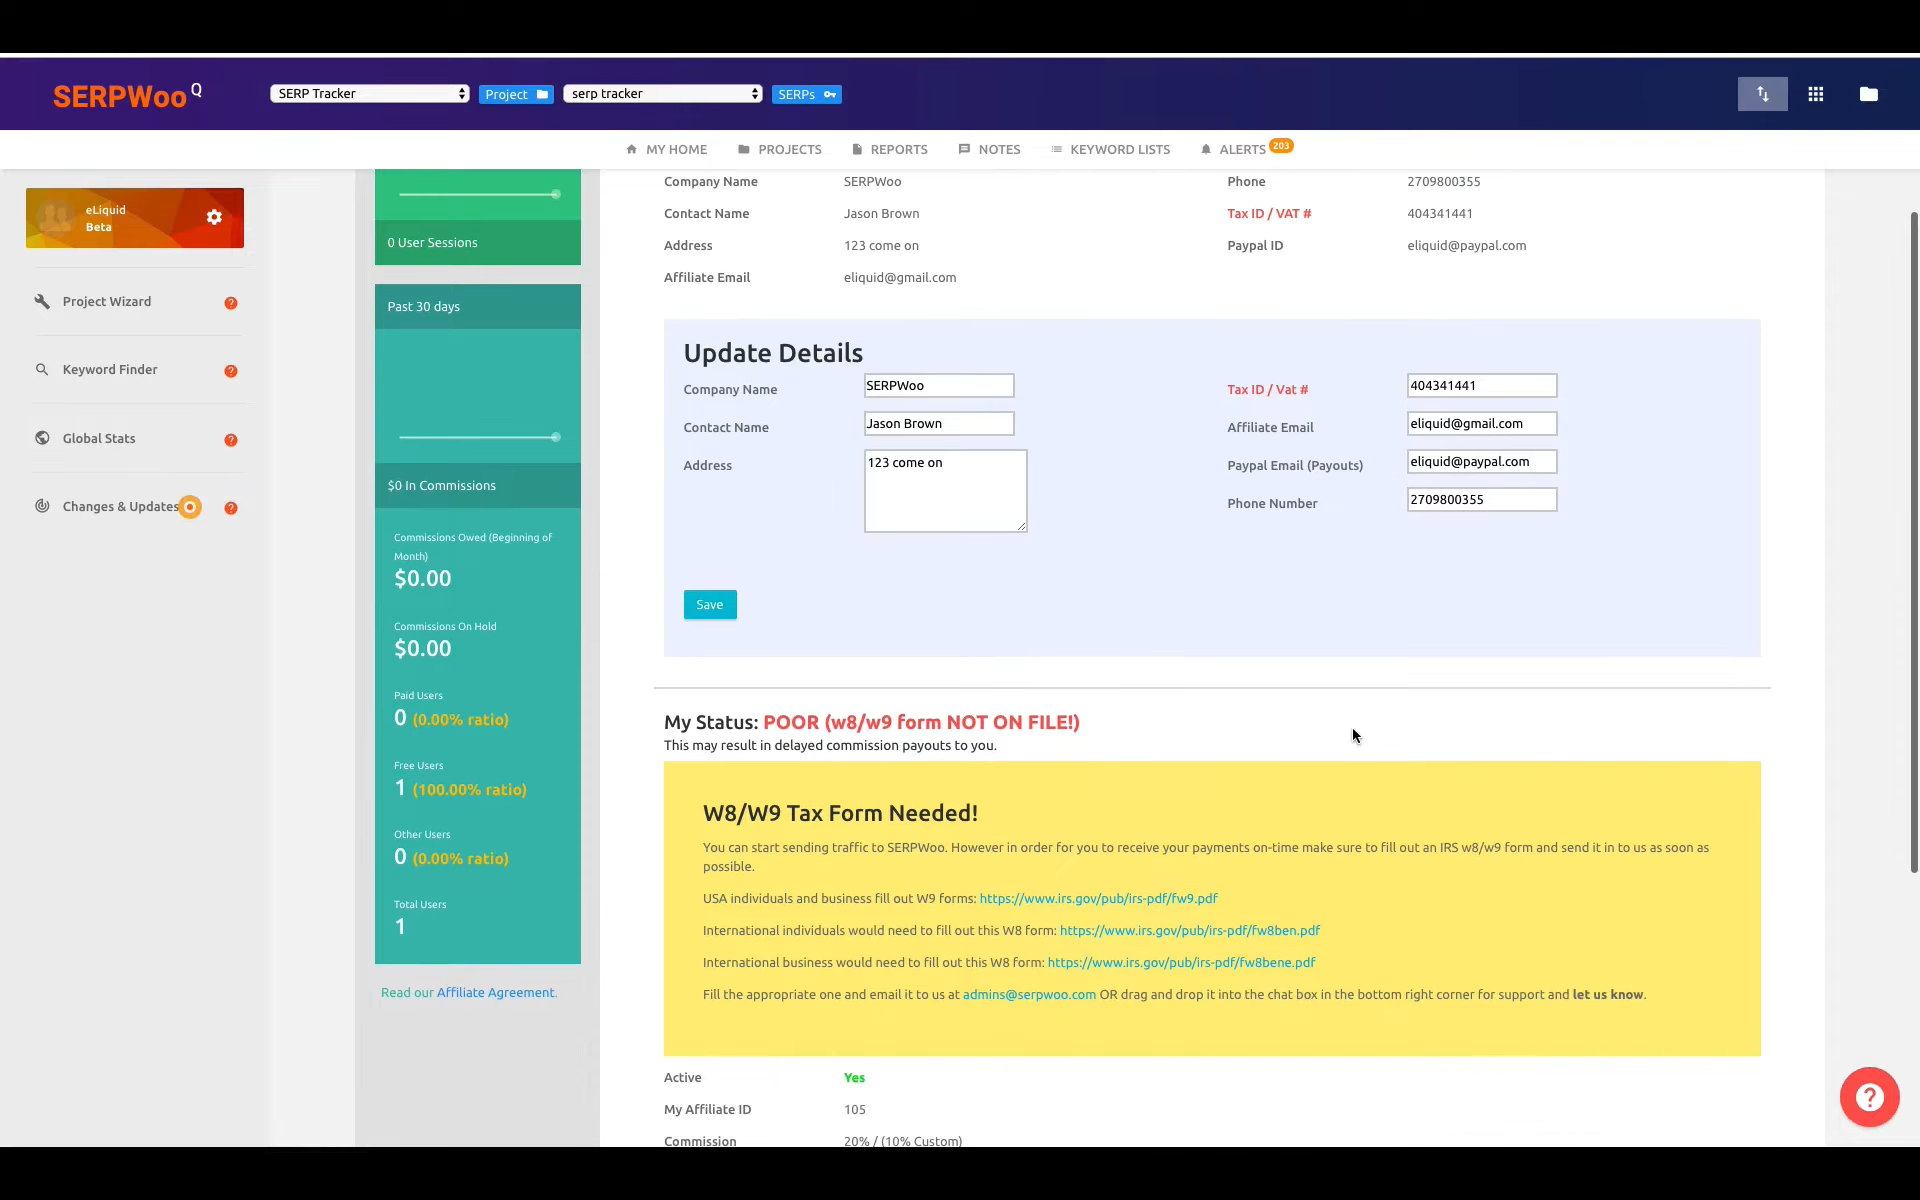 SERPWoo Q
SERP Tracker
Project
serp tracker
SERPs
MY HOME
PROJECTS
REPORTS
NOTES
KEYWORD LISTS
ALERTS 203
eLiquid
Beta
Project Wizard ?
Keyword Finder ?
Global Stats ?
Changes & Updates ?
0 User Sessions
Past 30 days
$0 In Commissions
Commissions Owed (Beginning of
Month)
$0.00
Commissions On Hold
$0.00
Paid Users
0 (0.00% ratio)
Free Users
1 (100.00% ratio)
Other Users
0 (0.00% ratio)
Total Users
1
Read our Affiliate Agreement.
Company Name SERPWoo Phone 2709800355
Contact Name Jason Brown Tax ID / VAT # 404341441
Address 123 come on Paypal ID eliquid@paypal.com
Affiliate Email eliquid@gmail.com
Update Details
Company Name SERPWoo Tax ID / Vat # 404341441
Contact Name Jason Brown Affiliate Email eliquid@gmail.com
Address 123 come on Paypal Email (Payouts) eliquid@paypal.com
Phone Number 2709800355
Save
My Status: POOR (w8/w9 form NOT ON FILE!)
This may result in delayed commission payouts to you.
W8/W9 Tax Form Needed!
You can start sending traffic to SERPWoo. However in order for you to receive your payments on-time make sure to fill out an IRS w8/w9 form and send it in to us as soon as
possible.
USA individuals and business fill out W9 forms: https://www.irs.gov/pub/irs-pdf/fw9.pdf
International individuals would need to fill out this W8 form: https://www.irs.gov/pub/irs-pdf/fw8ben.pdf
International business would need to fill out this W8 form: https://www.irs.gov/pub/irs-pdf/fw8bene.pdf
Fill the appropriate one and email it to us at admins@serpwoo.com OR drag and drop it into the chat box in the bottom right corner for support and let us know.
Active Yes
My Affiliate ID 105
Commission 20% / (10% Custom)
?